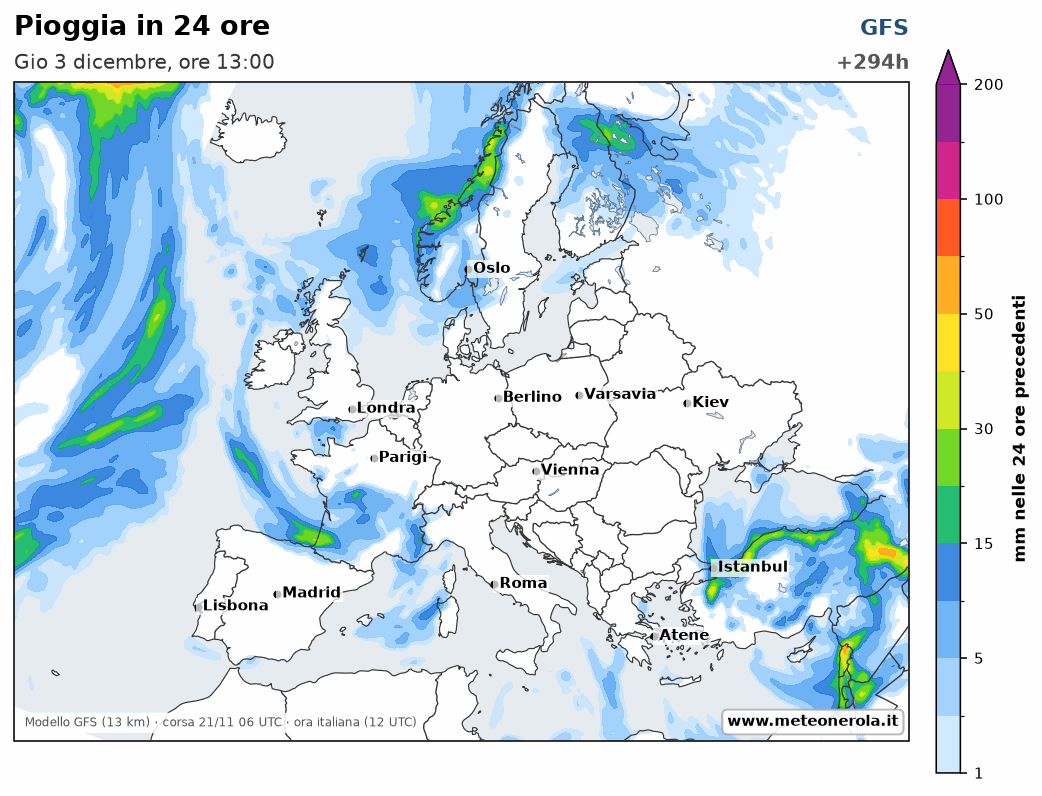 Pioggia in 24 ore
GFS
Gio 3 dicembre, ore 13:00
+294h
200
100
50
30
15
5
1
mm nelle 24 ore precedenti
Oslo
Berlino
Varsavia
Kiev
Londra
Parigi
Vienna
Istanbul
Roma
Madrid
Lisbona
Atene
Modello GFS (13 km) · corsa 21/11 06 UTC · ora italiana (12 UTC)
www.meteonerola.it